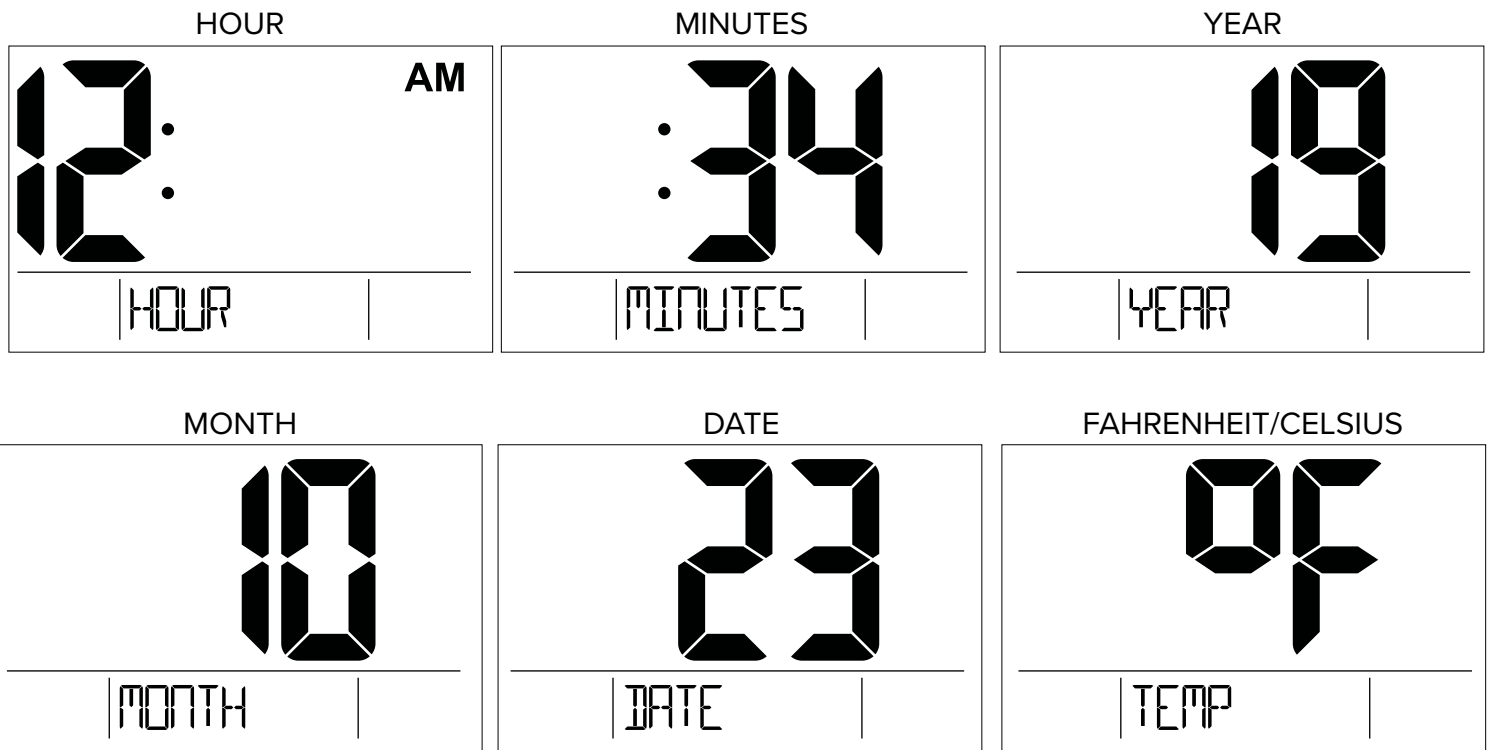 HOUR
12:
AM
HOUR
MINUTES
:34
MINUTES
YEAR
19
YEAR
MONTH
10
MONTH
DATE
23
DATE
FAHRENHEIT/CELSIUS
°F
TEMP